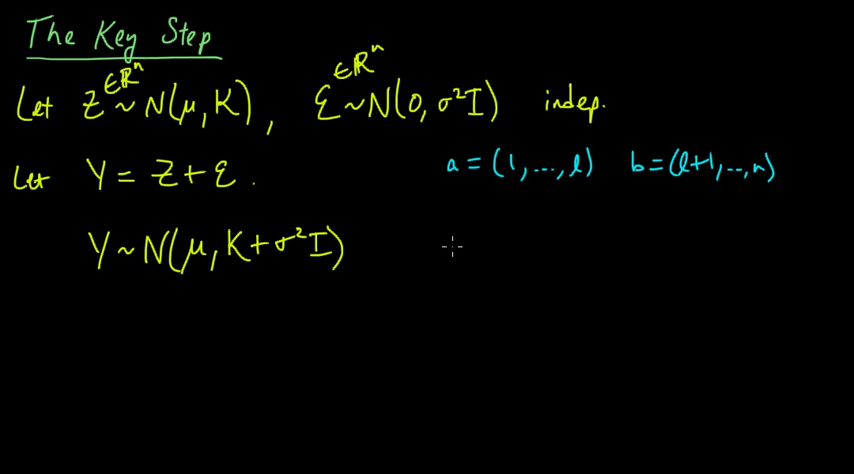 The Key Step
Let Z ∈ℝⁿ ~ N(μ, K), ε ∈ℝⁿ ~ N(0, σ²I) indep.
Let Y = Z + ε. a = (1, ..., l) b = (l+1, .., n)
Y ~ N(μ, K + σ²I)